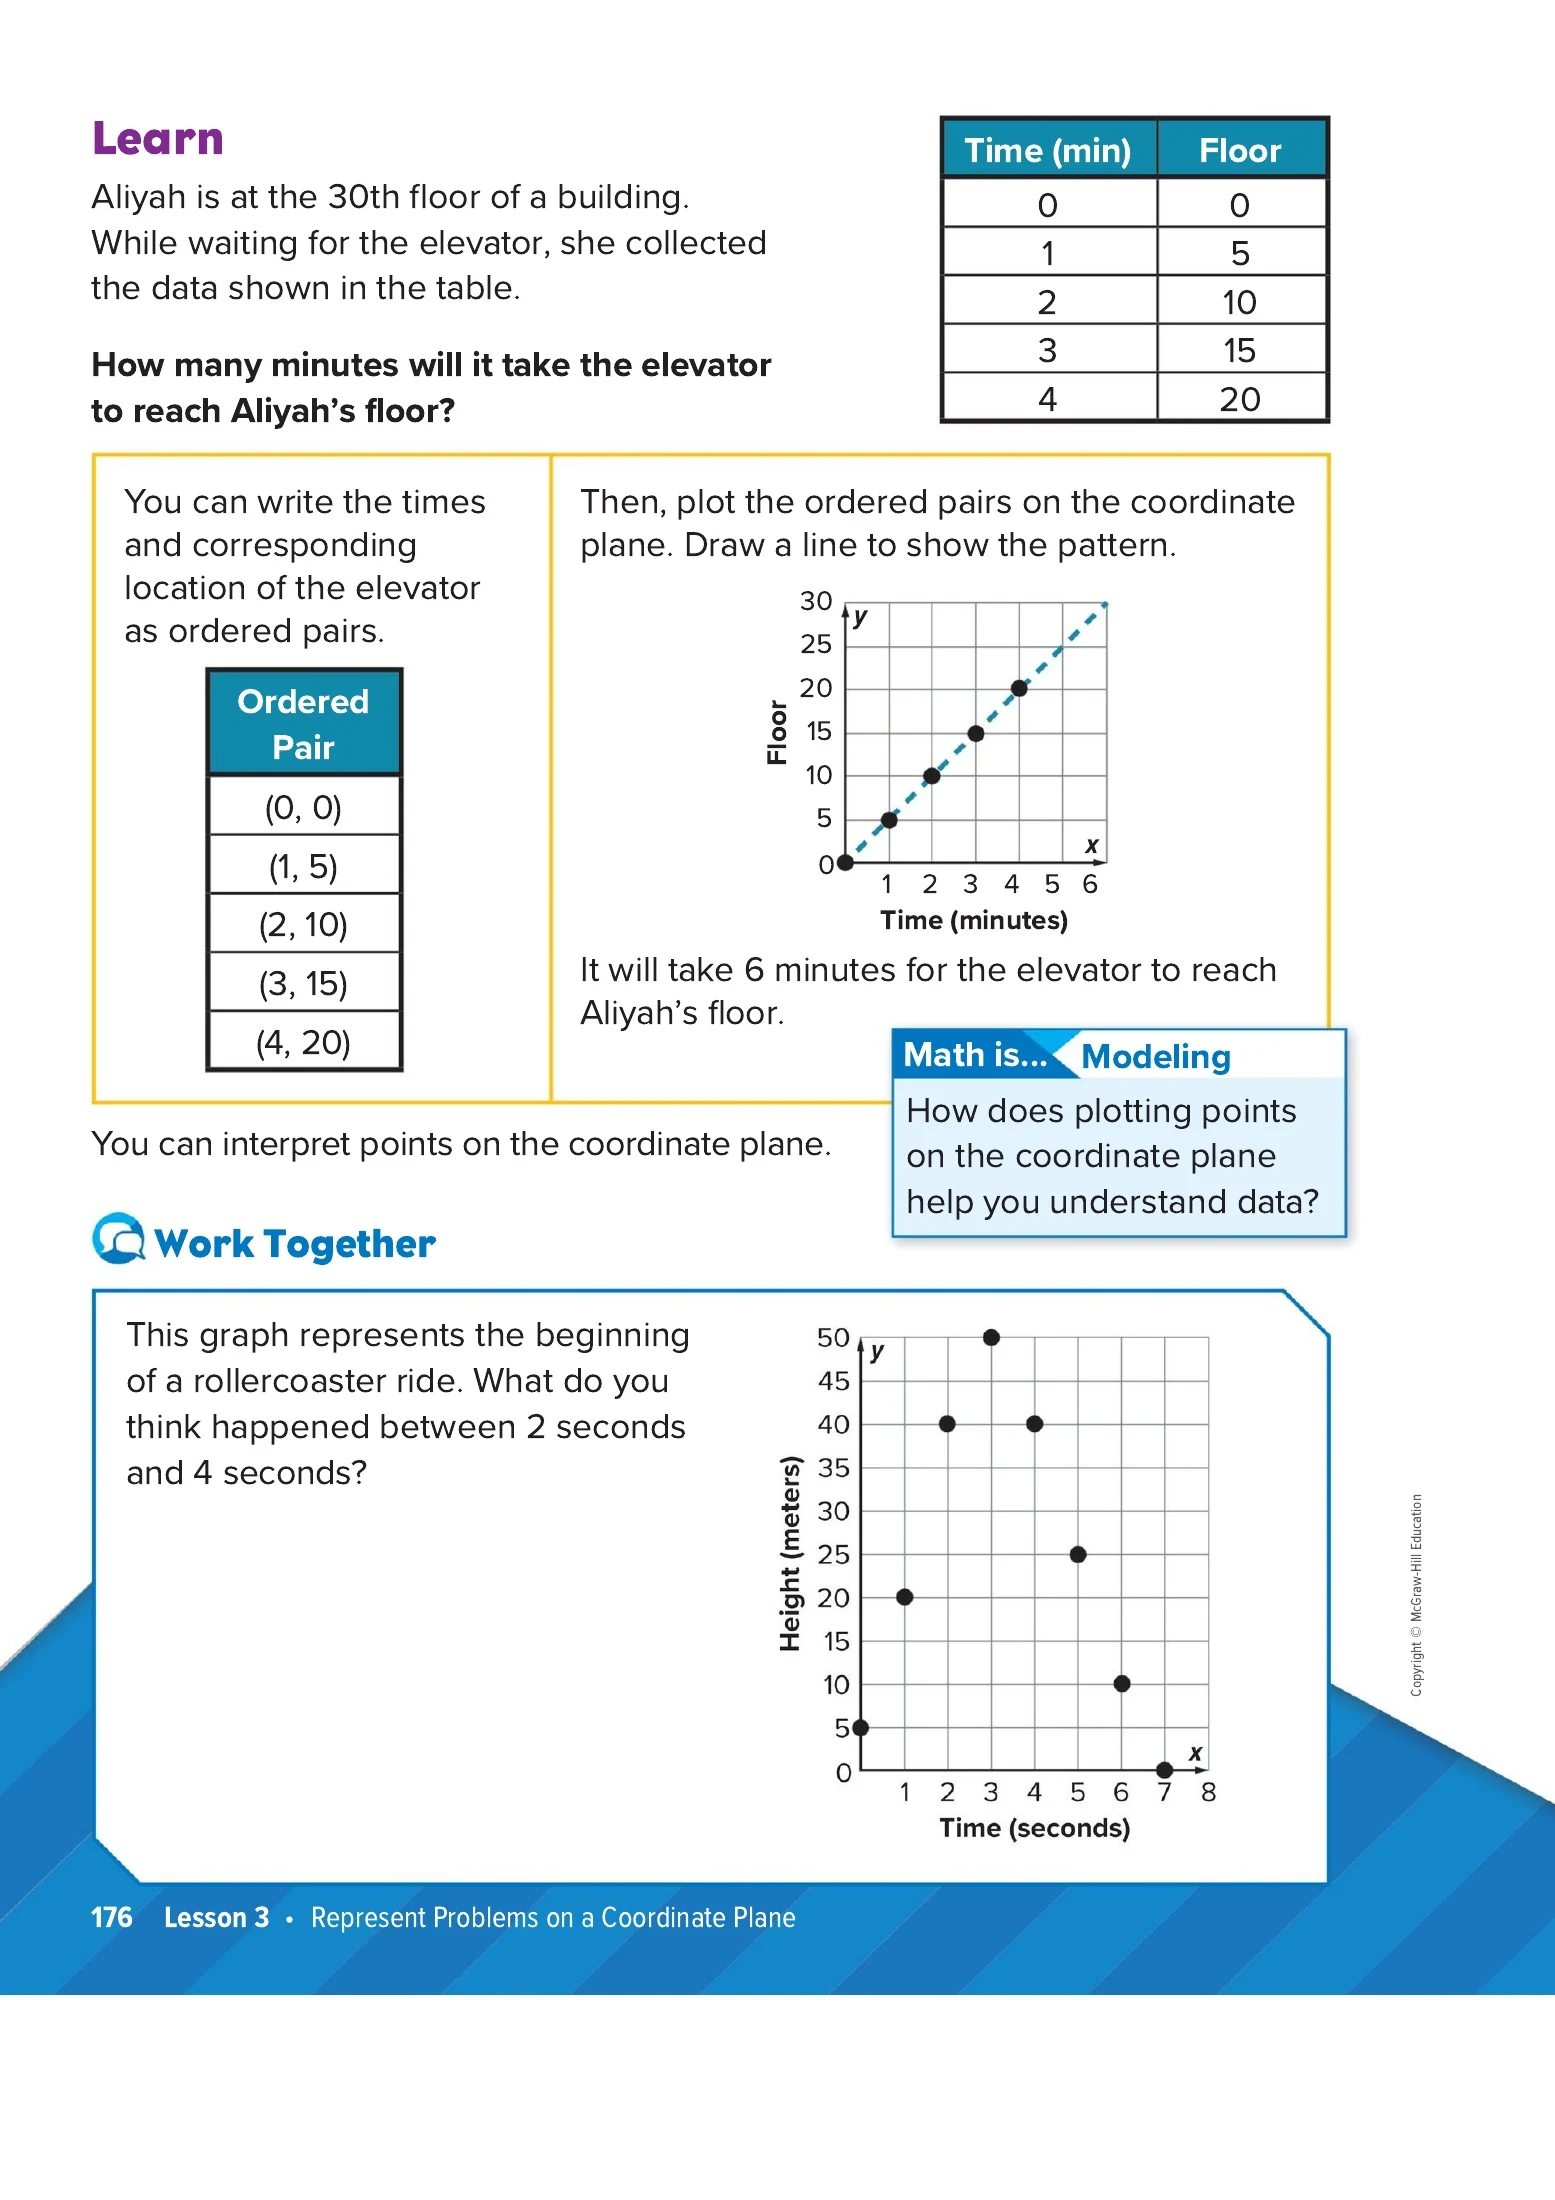 Learn
Aliyah is at the 30th floor of a building.
While waiting for the elevator, she collected
the data shown in the table.
How many minutes will it take the elevator
to reach Aliyah's floor?
Time (min) Floor
0 0
1 5
2 10
3 15
4 20
You can write the times
and corresponding
location of the elevator
as ordered pairs.
Ordered
Pair
(0, 0)
(1, 5)
(2, 10)
(3, 15)
(4, 20)
Then, plot the ordered pairs on the coordinate
plane. Draw a line to show the pattern.
30
y
25
20
15
10
5
0
Floor
x
1 2 3 4 5 6
Time (minutes)
It will take 6 minutes for the elevator to reach
Aliyah's floor.
Math is... Modeling
How does plotting points
on the coordinate plane
help you understand data?
You can interpret points on the coordinate plane.
Work Together
This graph represents the beginning
of a rollercoaster ride. What do you
think happened between 2 seconds
and 4 seconds?
50
y
45
40
35
30
25
20
15
10
5
0
Height (meters)
x
1 2 3 4 5 6 7 8
Time (seconds)
Copyright © McGraw-Hill Education
176 Lesson 3 • Represent Problems on a Coordinate Plane